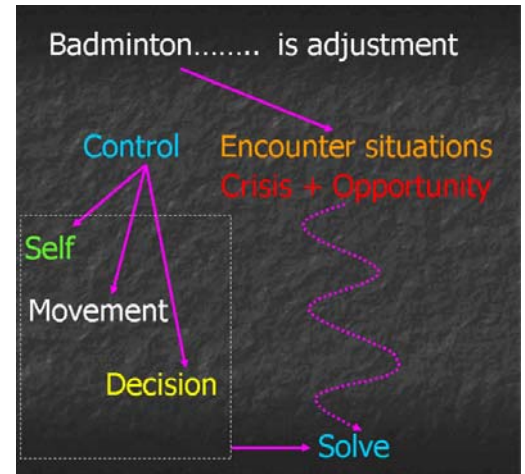 Badminton........ is adjustment
Control
Encounter situations
Crisis + Opportunity
Self
Movement
Decision
Solve